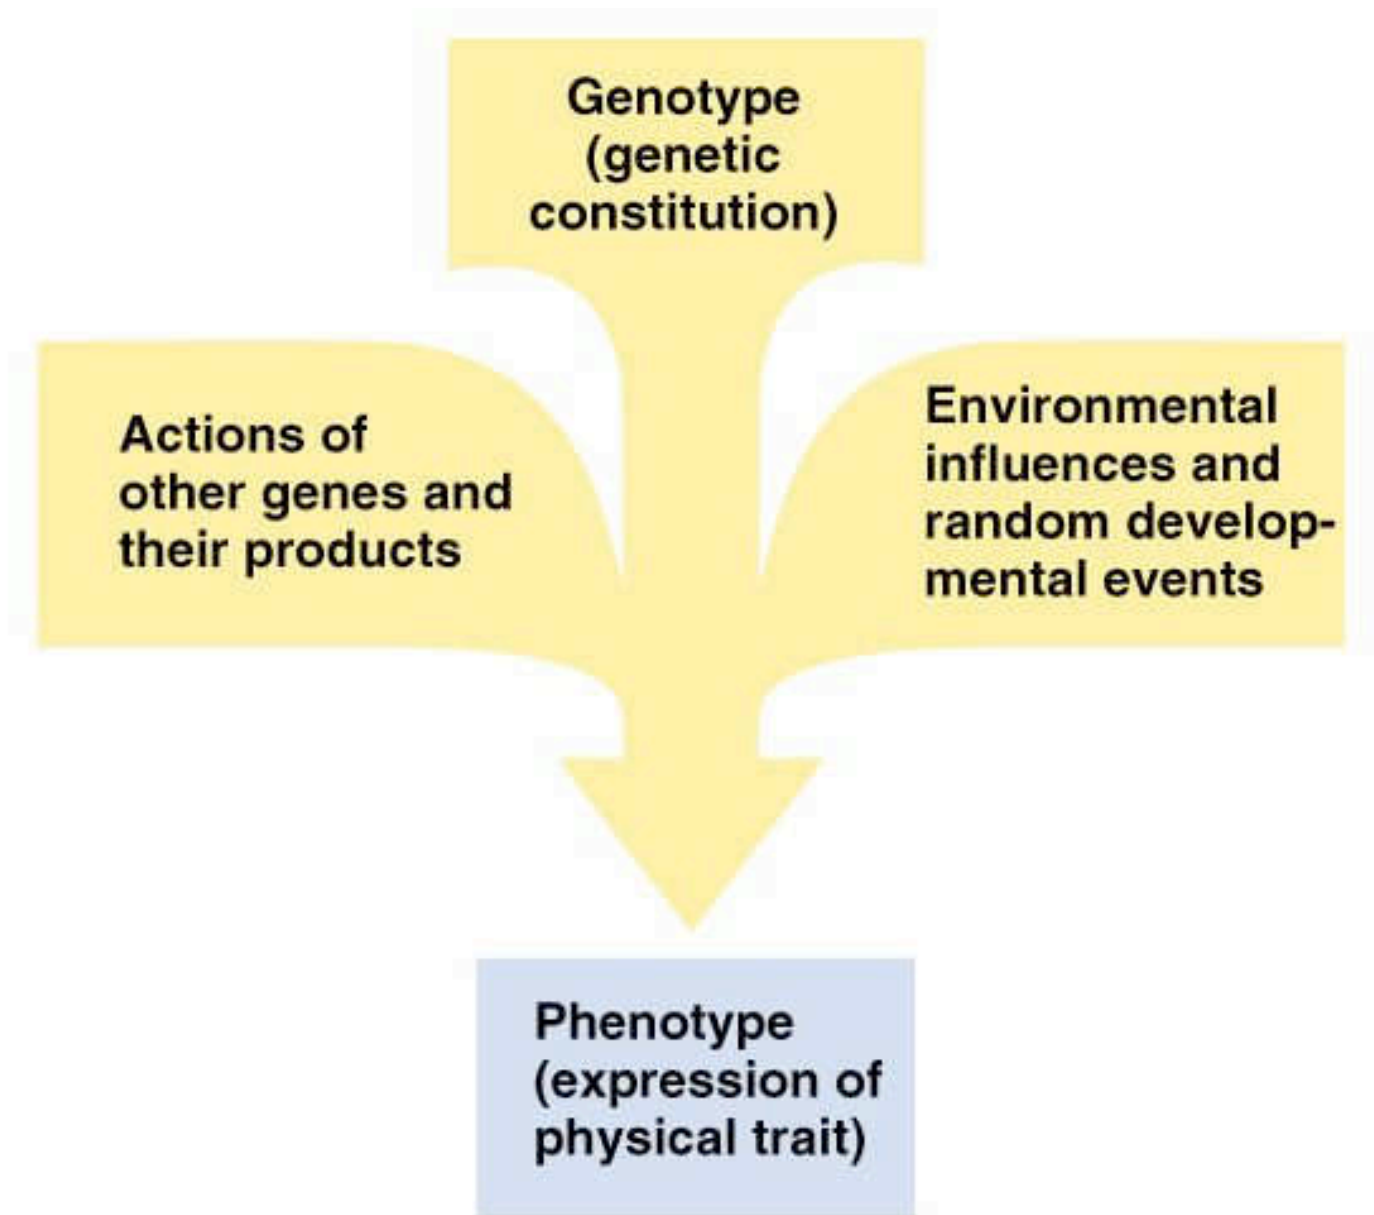 Genotype
(genetic
constitution)
Actions of
other genes and
their products
Environmental
influences and
random develop-
mental events
Phenotype
(expression of
physical trait)